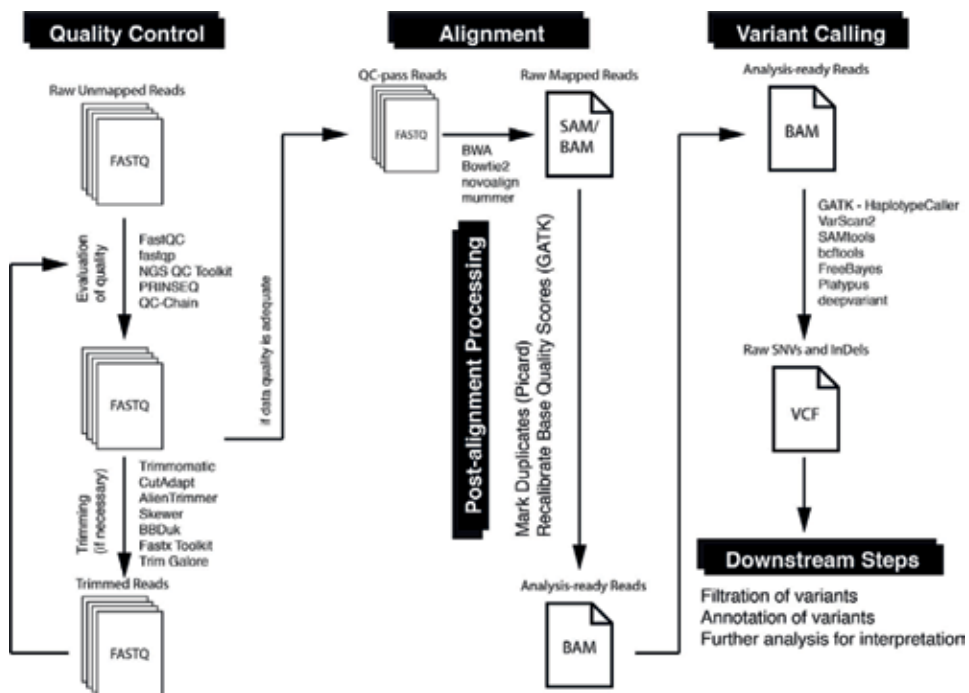 Quality Control
Raw Unmapped Reads
FASTQ
Evaluation
of quality
FastQC
fastqp
NGS QC Toolkit
PRINSEQ
QC-Chain
FASTQ
Trimming
(if necessary)
Trimmomatic
CutAdapt
AlienTrimmer
Skewer
BBDuk
Fastx Toolkit
Trim Galore
Trimmed Reads
FASTQ
if data quality is adequate
Alignment
QC-pass Reads
FASTQ
BWA
Bowtie2
novoalign
mummer
Raw Mapped Reads
SAM/
BAM
Post-alignment Processing
Mark Duplicates (Picard)
Recalibrate Base Quality Scores (GATK)
Analysis-ready Reads
BAM
Variant Calling
Analysis-ready Reads
BAM
GATK - HaplotypeCaller
VarScan2
SAMtools
bcftools
FreeBayes
Platypus
deepvariant
Raw SNVs and InDels
VCF
Downstream Steps
Filtration of variants
Annotation of variants
Further analysis for interpretation